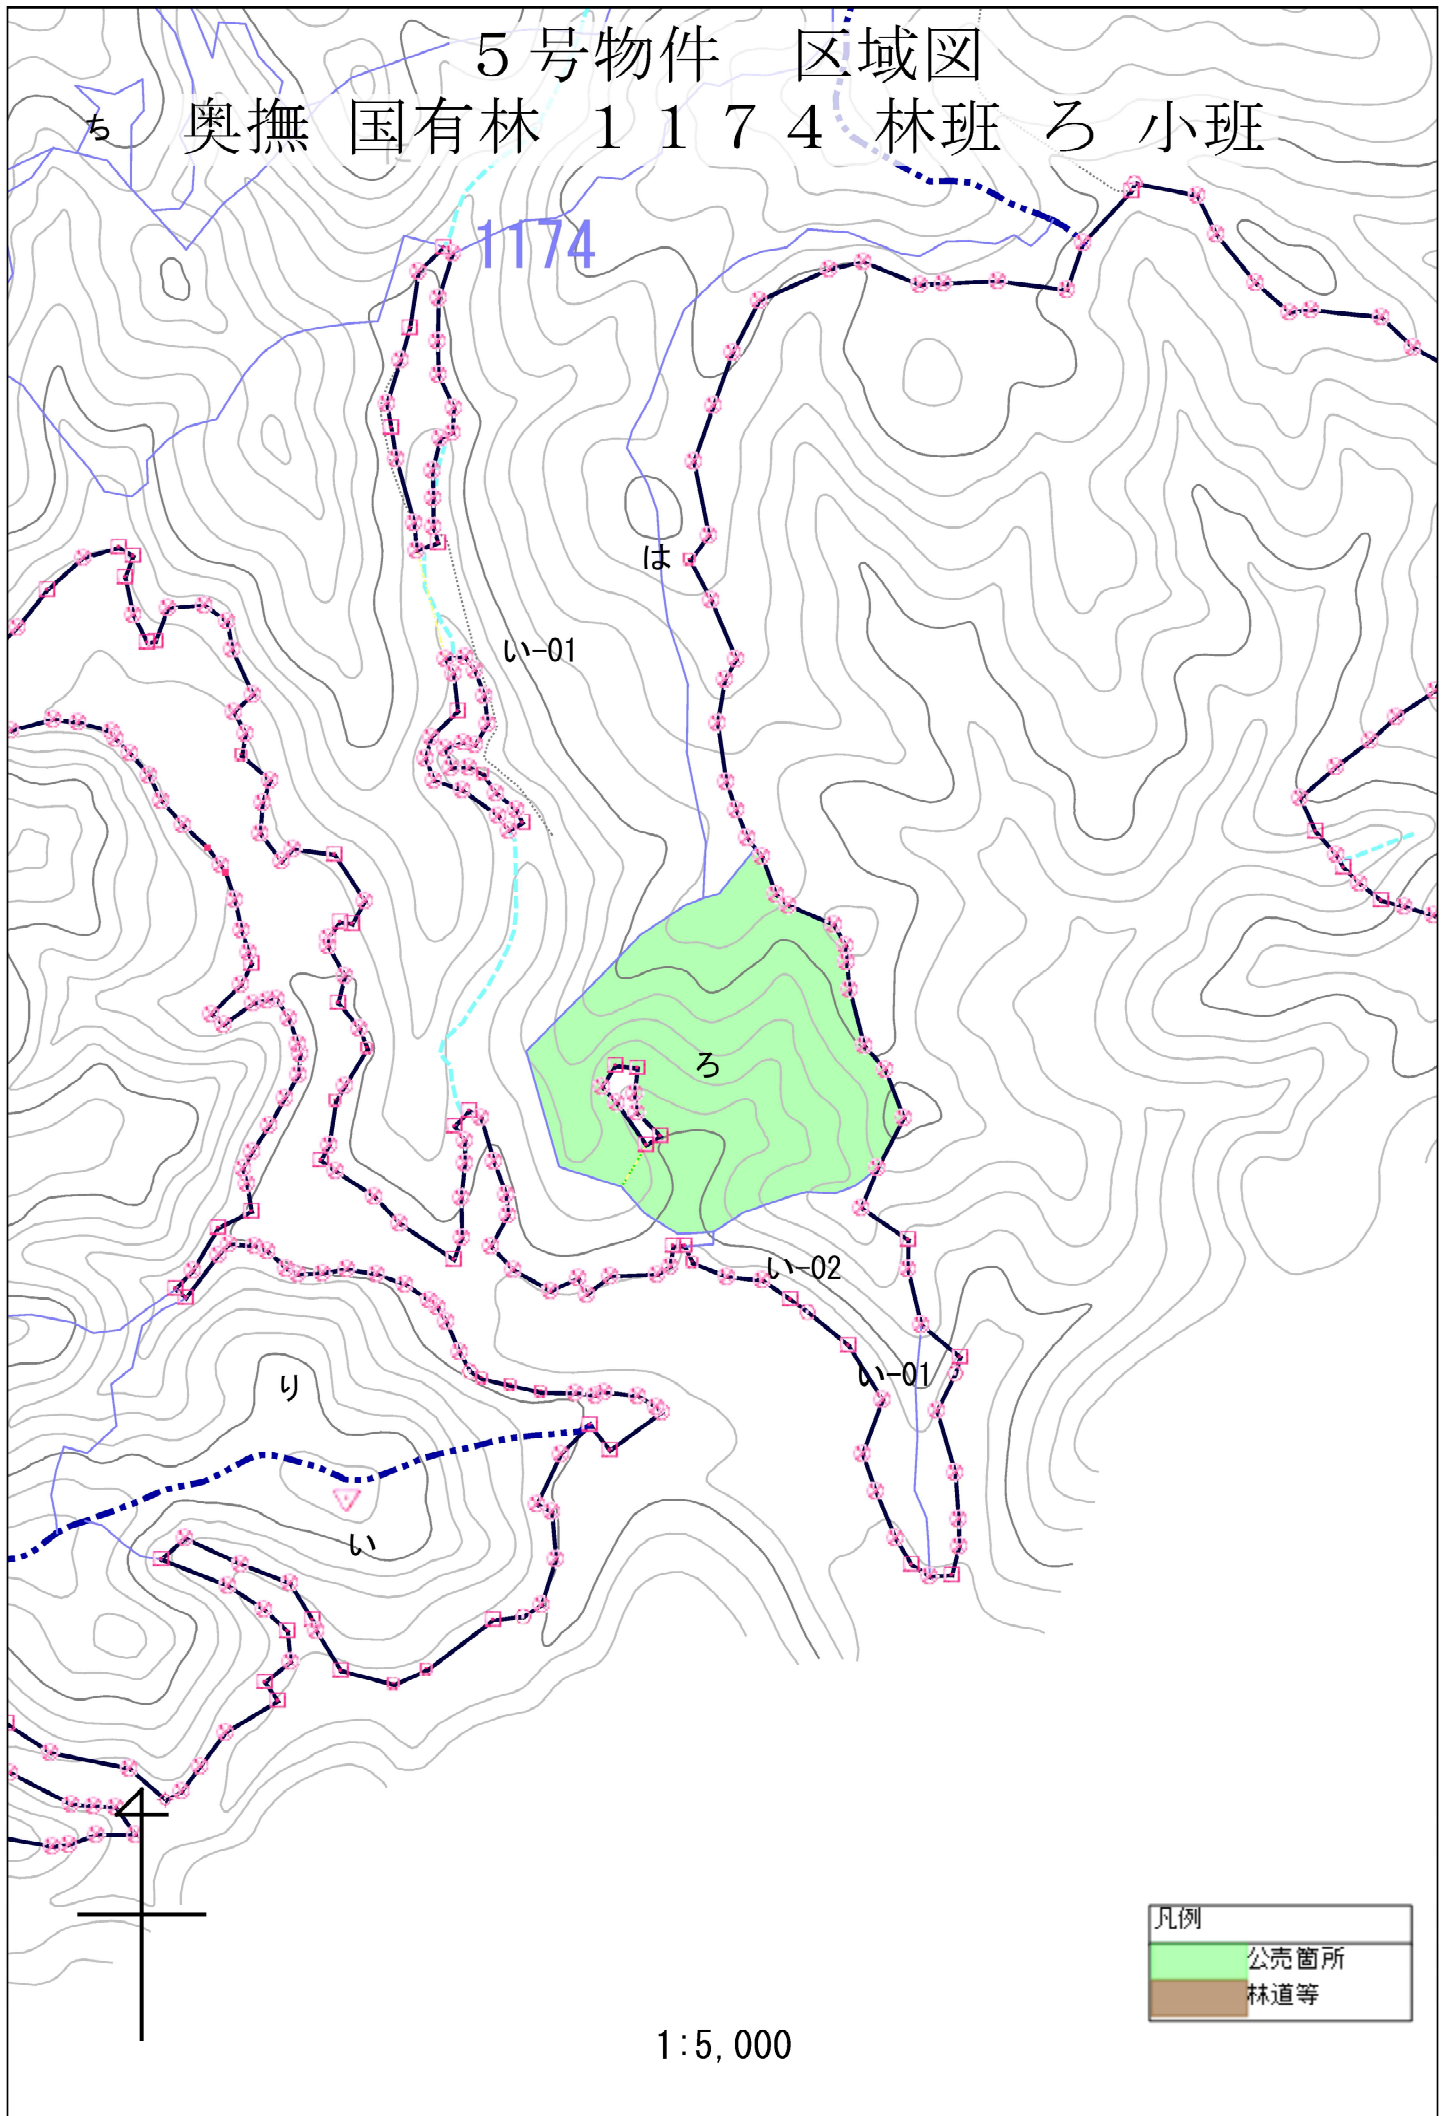 ５号物件　区域図
奥撫 国有林 １１７４ 林班 ろ 小班
ち
1174
は
い-01
ろ
い-02
い-01
り
い
凡例
公売箇所
林道等
1:5,000